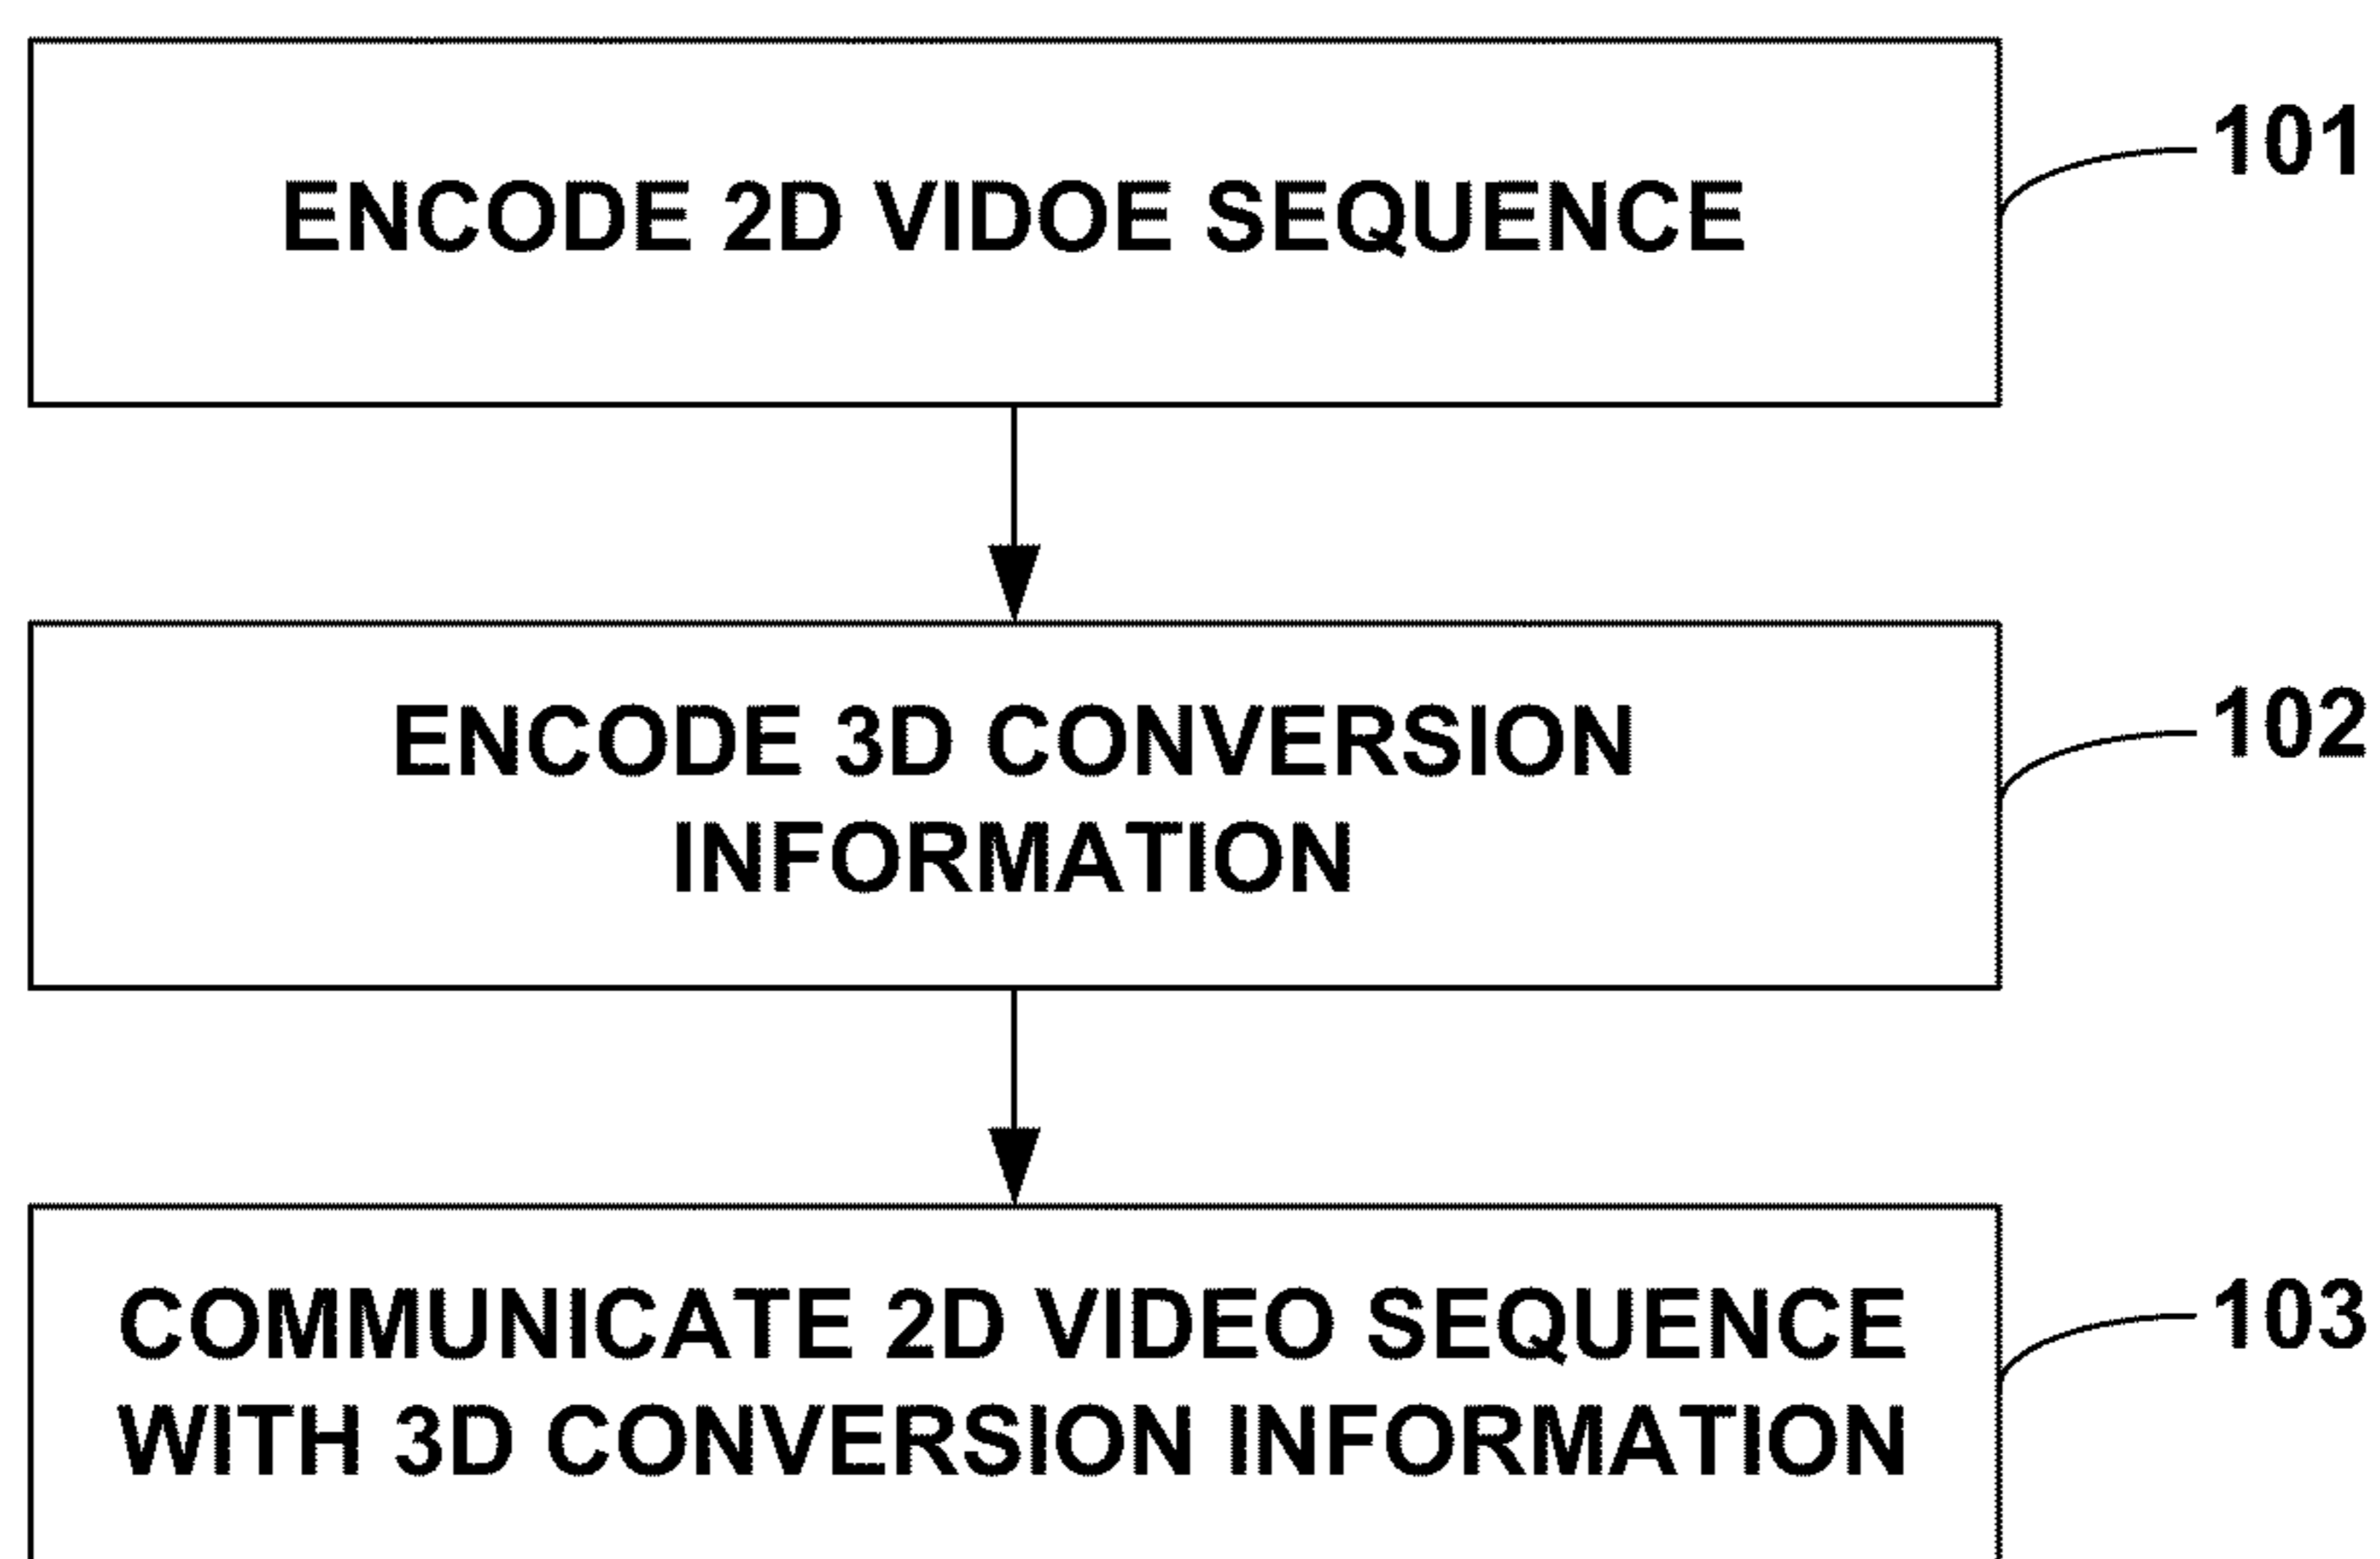 ENCODE 2D VIDOE SEQUENCE
101
ENCODE 3D CONVERSION
INFORMATION
102
COMMUNICATE 2D VIDEO SEQUENCE
WITH 3D CONVERSION INFORMATION
103